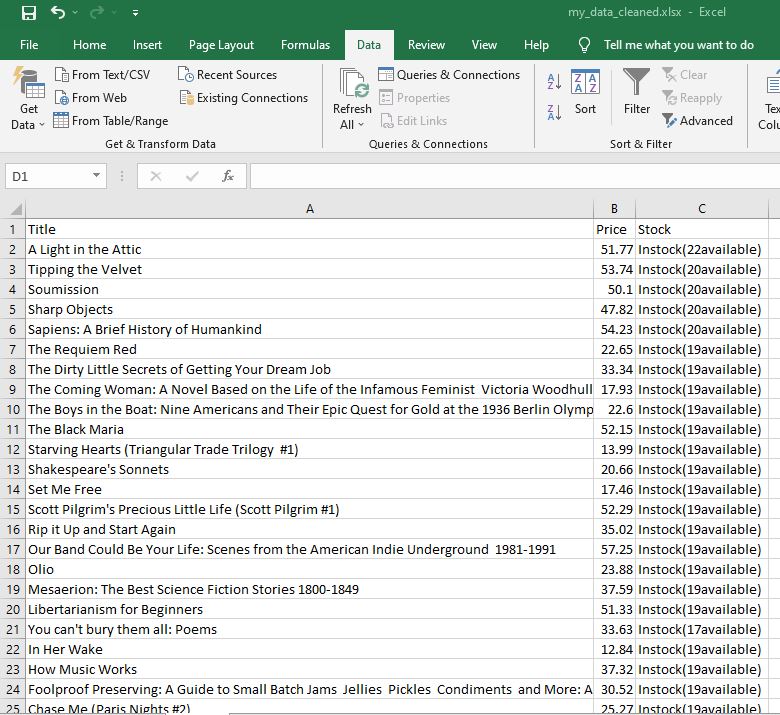 my_data_cleaned.xlsx - Excel
File Home Insert Page Layout Formulas Data Review View Help Tell me what you want to do
From Text/CSV Recent Sources Queries & Connections Clear
Get Data From Web Existing Connections Refresh All Properties Sort Filter Reapply
From Table/Range Edit Links Advanced
Get & Transform Data Queries & Connections Sort & Filter
D1 fx
A B C
1 Title Price Stock
2 A Light in the Attic 51.77 Instock(22available)
3 Tipping the Velvet 53.74 Instock(20available)
4 Soumission 50.1 Instock(20available)
5 Sharp Objects 47.82 Instock(20available)
6 Sapiens: A Brief History of Humankind 54.23 Instock(20available)
7 The Requiem Red 22.65 Instock(19available)
8 The Dirty Little Secrets of Getting Your Dream Job 33.34 Instock(19available)
9 The Coming Woman: A Novel Based on the Life of the Infamous Feminist Victoria Woodhull 17.93 Instock(19available)
10 The Boys in the Boat: Nine Americans and Their Epic Quest for Gold at the 1936 Berlin Olymp 22.6 Instock(19available)
11 The Black Maria 52.15 Instock(19available)
12 Starving Hearts (Triangular Trade Trilogy #1) 13.99 Instock(19available)
13 Shakespeare's Sonnets 20.66 Instock(19available)
14 Set Me Free 17.46 Instock(19available)
15 Scott Pilgrim's Precious Little Life (Scott Pilgrim #1) 52.29 Instock(19available)
16 Rip it Up and Start Again 35.02 Instock(19available)
17 Our Band Could Be Your Life: Scenes from the American Indie Underground 1981-1991 57.25 Instock(19available)
18 Olio 23.88 Instock(19available)
19 Mesaerion: The Best Science Fiction Stories 1800-1849 37.59 Instock(19available)
20 Libertarianism for Beginners 51.33 Instock(19available)
21 You can't bury them all: Poems 33.63 Instock(17available)
22 In Her Wake 12.84 Instock(19available)
23 How Music Works 37.32 Instock(19available)
24 Foolproof Preserving: A Guide to Small Batch Jams Jellies Pickles Condiments and More: A 30.52 Instock(19available)
25 Chase Me (Paris Nights #2) 25.27 Instock(19available)